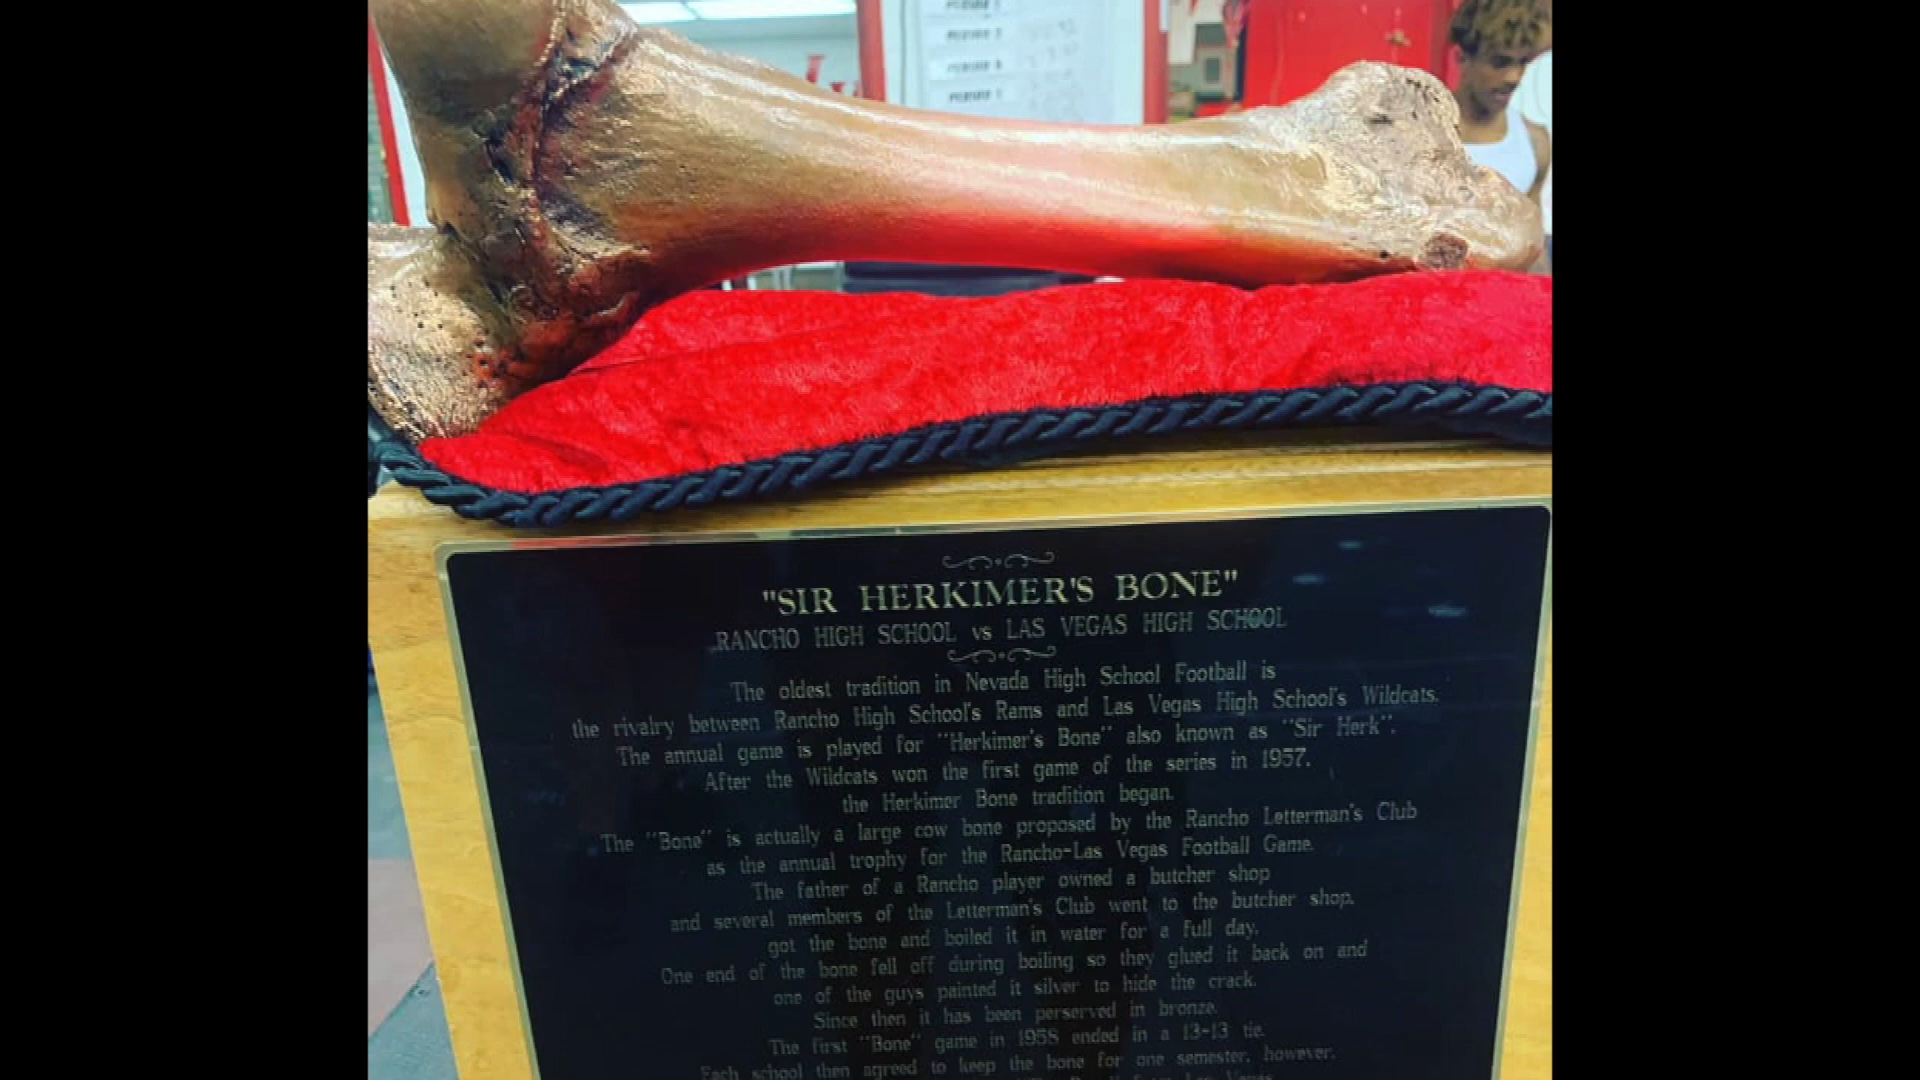 PERIOD 1
"SIR HERKIMER'S BONE"
RANCHO HIGH SCHOOL vs LAS VEGAS HIGH SCHOOL
The oldest tradition in Nevada High School Football is
the rivalry between Rancho High School's Rams and Las Vegas High School's Wildcats.
The annual game is played for "Herkimer's Bone" also known as "Sir Herk".
After the Wildcats won the first game of the series in 1957,
the Herkimer Bone tradition began.
The "Bone" is actually a large cow bone proposed by the Rancho Letterman's Club
as the annual trophy for the Rancho-Las Vegas Football Game.
The father of a Rancho player owned a butcher shop
and several members of the Letterman's Club went to the butcher shop,
got the bone and boiled it in water for a full day.
One end of the bone fell off during boiling so they glued it back on and
one of the guys painted it silver to hide the crack.
Since then it has been perserved in bronze.
The first "Bone" game in 1958 ended in a 13-13 tie.
Each school then agreed to keep the bone for one semester, however,
Las Vegas